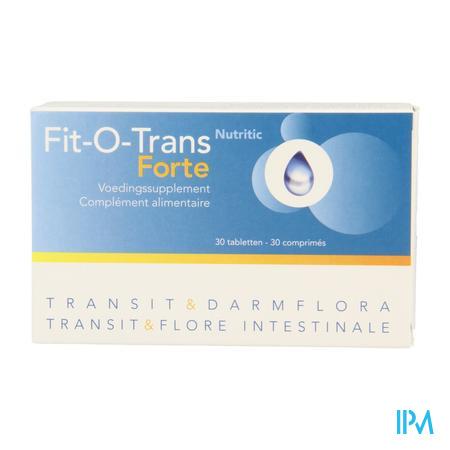 Fit-O-Trans Nutritic
Forte
Voedingssupplement
Complément alimentaire
30 tabletten - 30 comprimés
TRANSIT & DARMFLORA
TRANSIT & FLORE INTESTINALE
IPM